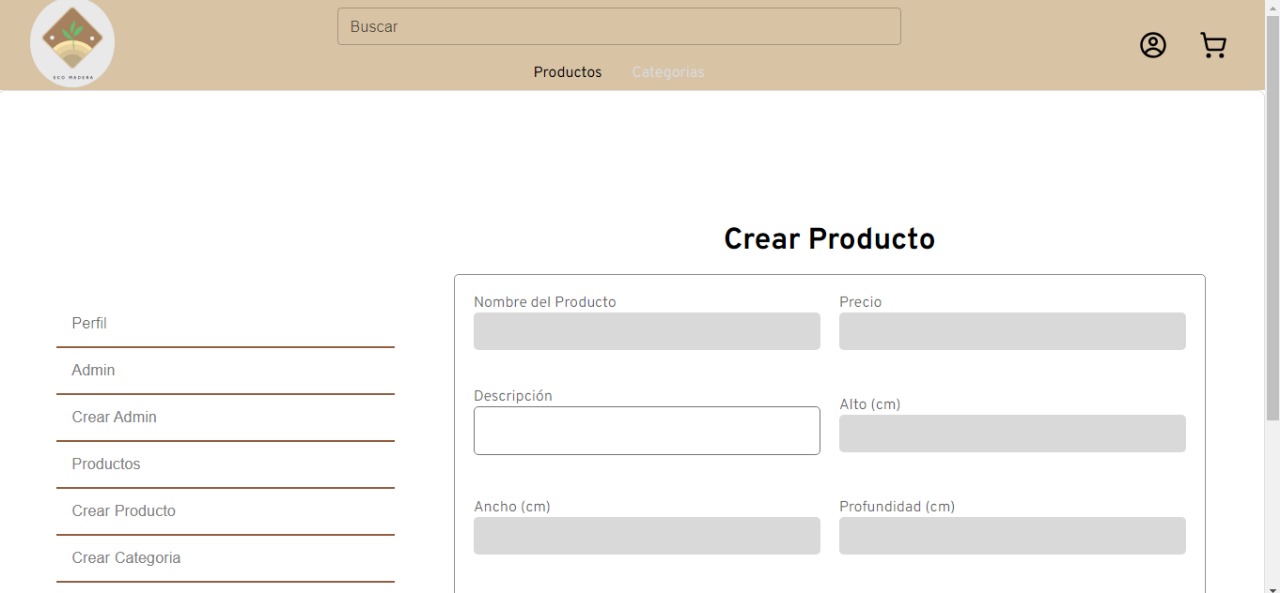 ECO MADERA
Buscar
Productos Categorias
Crear Producto
Perfil
Admin
Crear Admin
Productos
Crear Producto
Crear Categoria
Nombre del Producto Precio
Descripción Alto (cm)
Ancho (cm) Profundidad (cm)